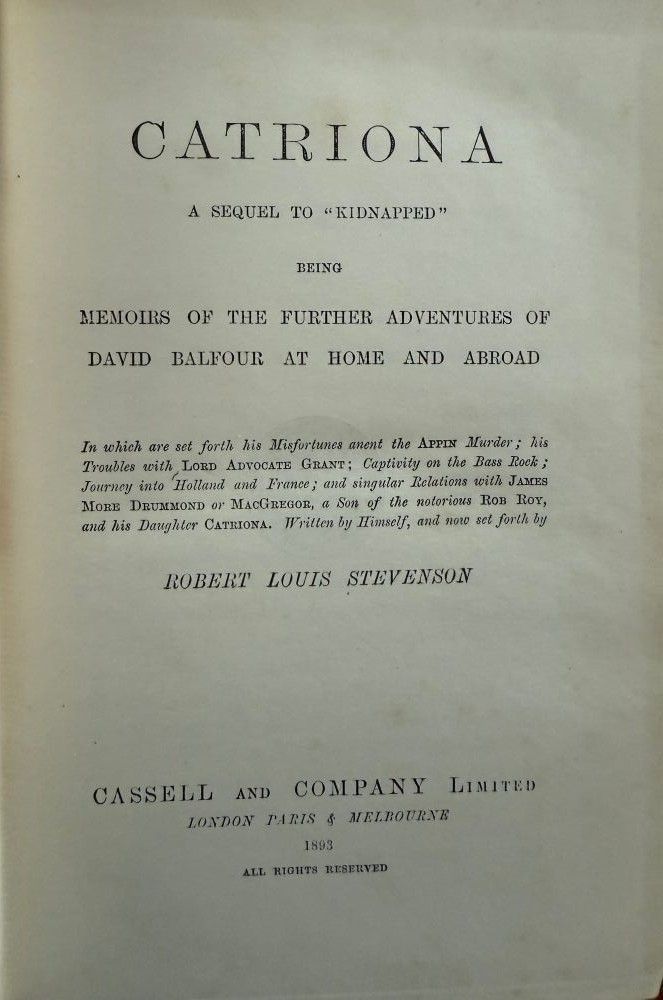 CATRIONA
A SEQUEL TO "KIDNAPPED"
BEING
MEMOIRS OF THE FURTHER ADVENTURES OF
DAVID BALFOUR AT HOME AND ABROAD
In which are set forth his Misfortunes anent the APPIN Murder; his
Troubles with LORD ADVOCATE GRANT; Captivity on the Bass Rock;
Journey into Holland and France; and singular Relations with JAMES
MORE DRUMMOND or MACGREGOR, a Son of the notorious ROB ROY,
and his Daughter CATRIONA. Written by Himself, and now set forth by
ROBERT LOUIS STEVENSON
CASSELL AND COMPANY LIMITED
LONDON PARIS & MELBOURNE
1893
ALL RIGHTS RESERVED